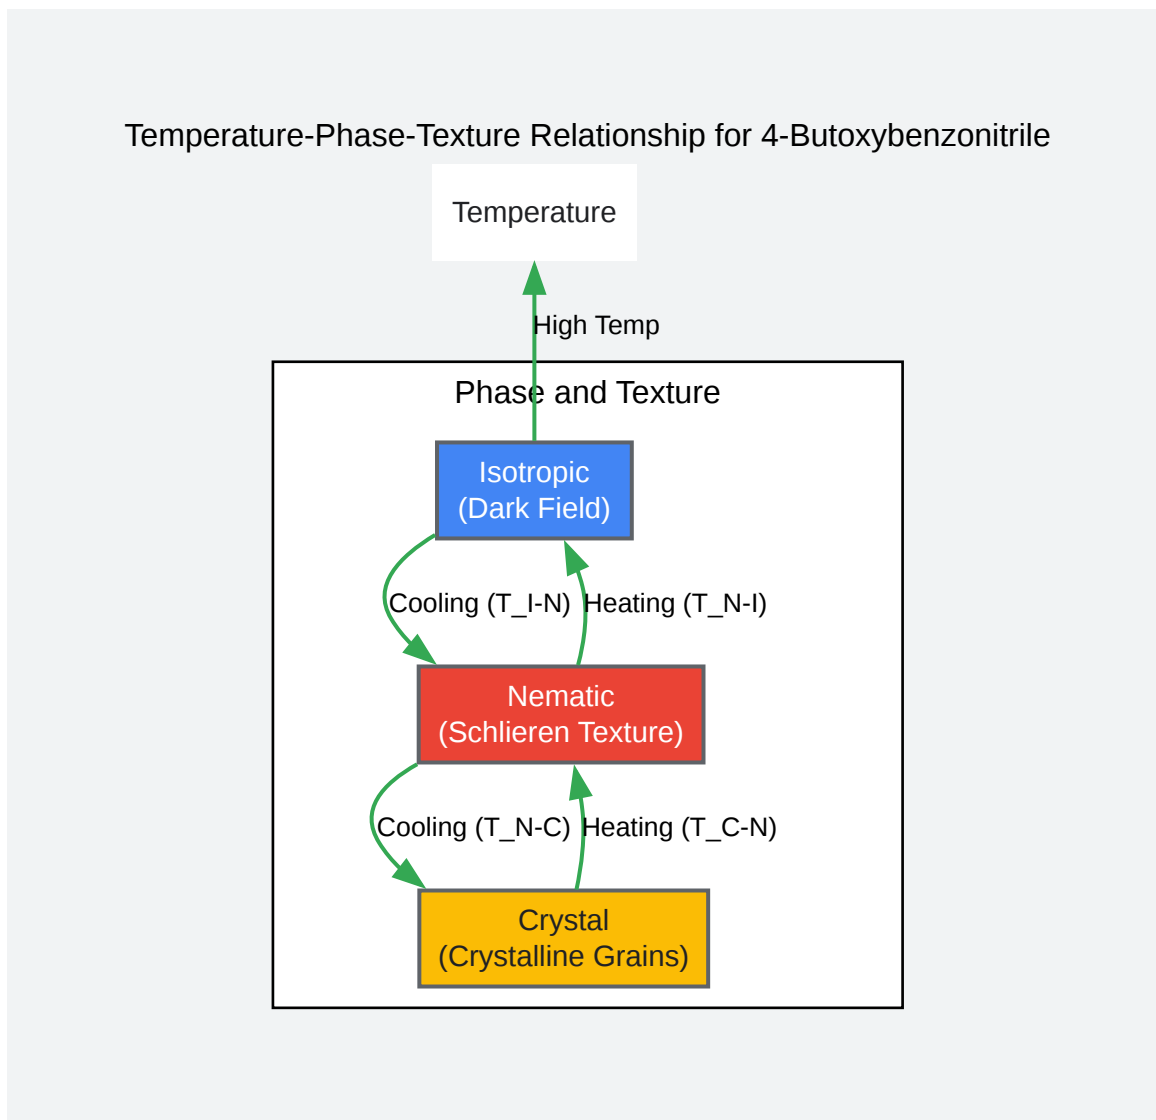 Temperature-Phase-Texture Relationship for 4-Butoxybenzonitrile
Temperature
High Temp
Phase and Texture
Isotropic
(Dark Field)
Cooling (T_I-N)
Heating (T_N-I)
Nematic
(Schlieren Texture)
Cooling (T_N-C)
Heating (T_C-N)
Crystal
(Crystalline Grains)